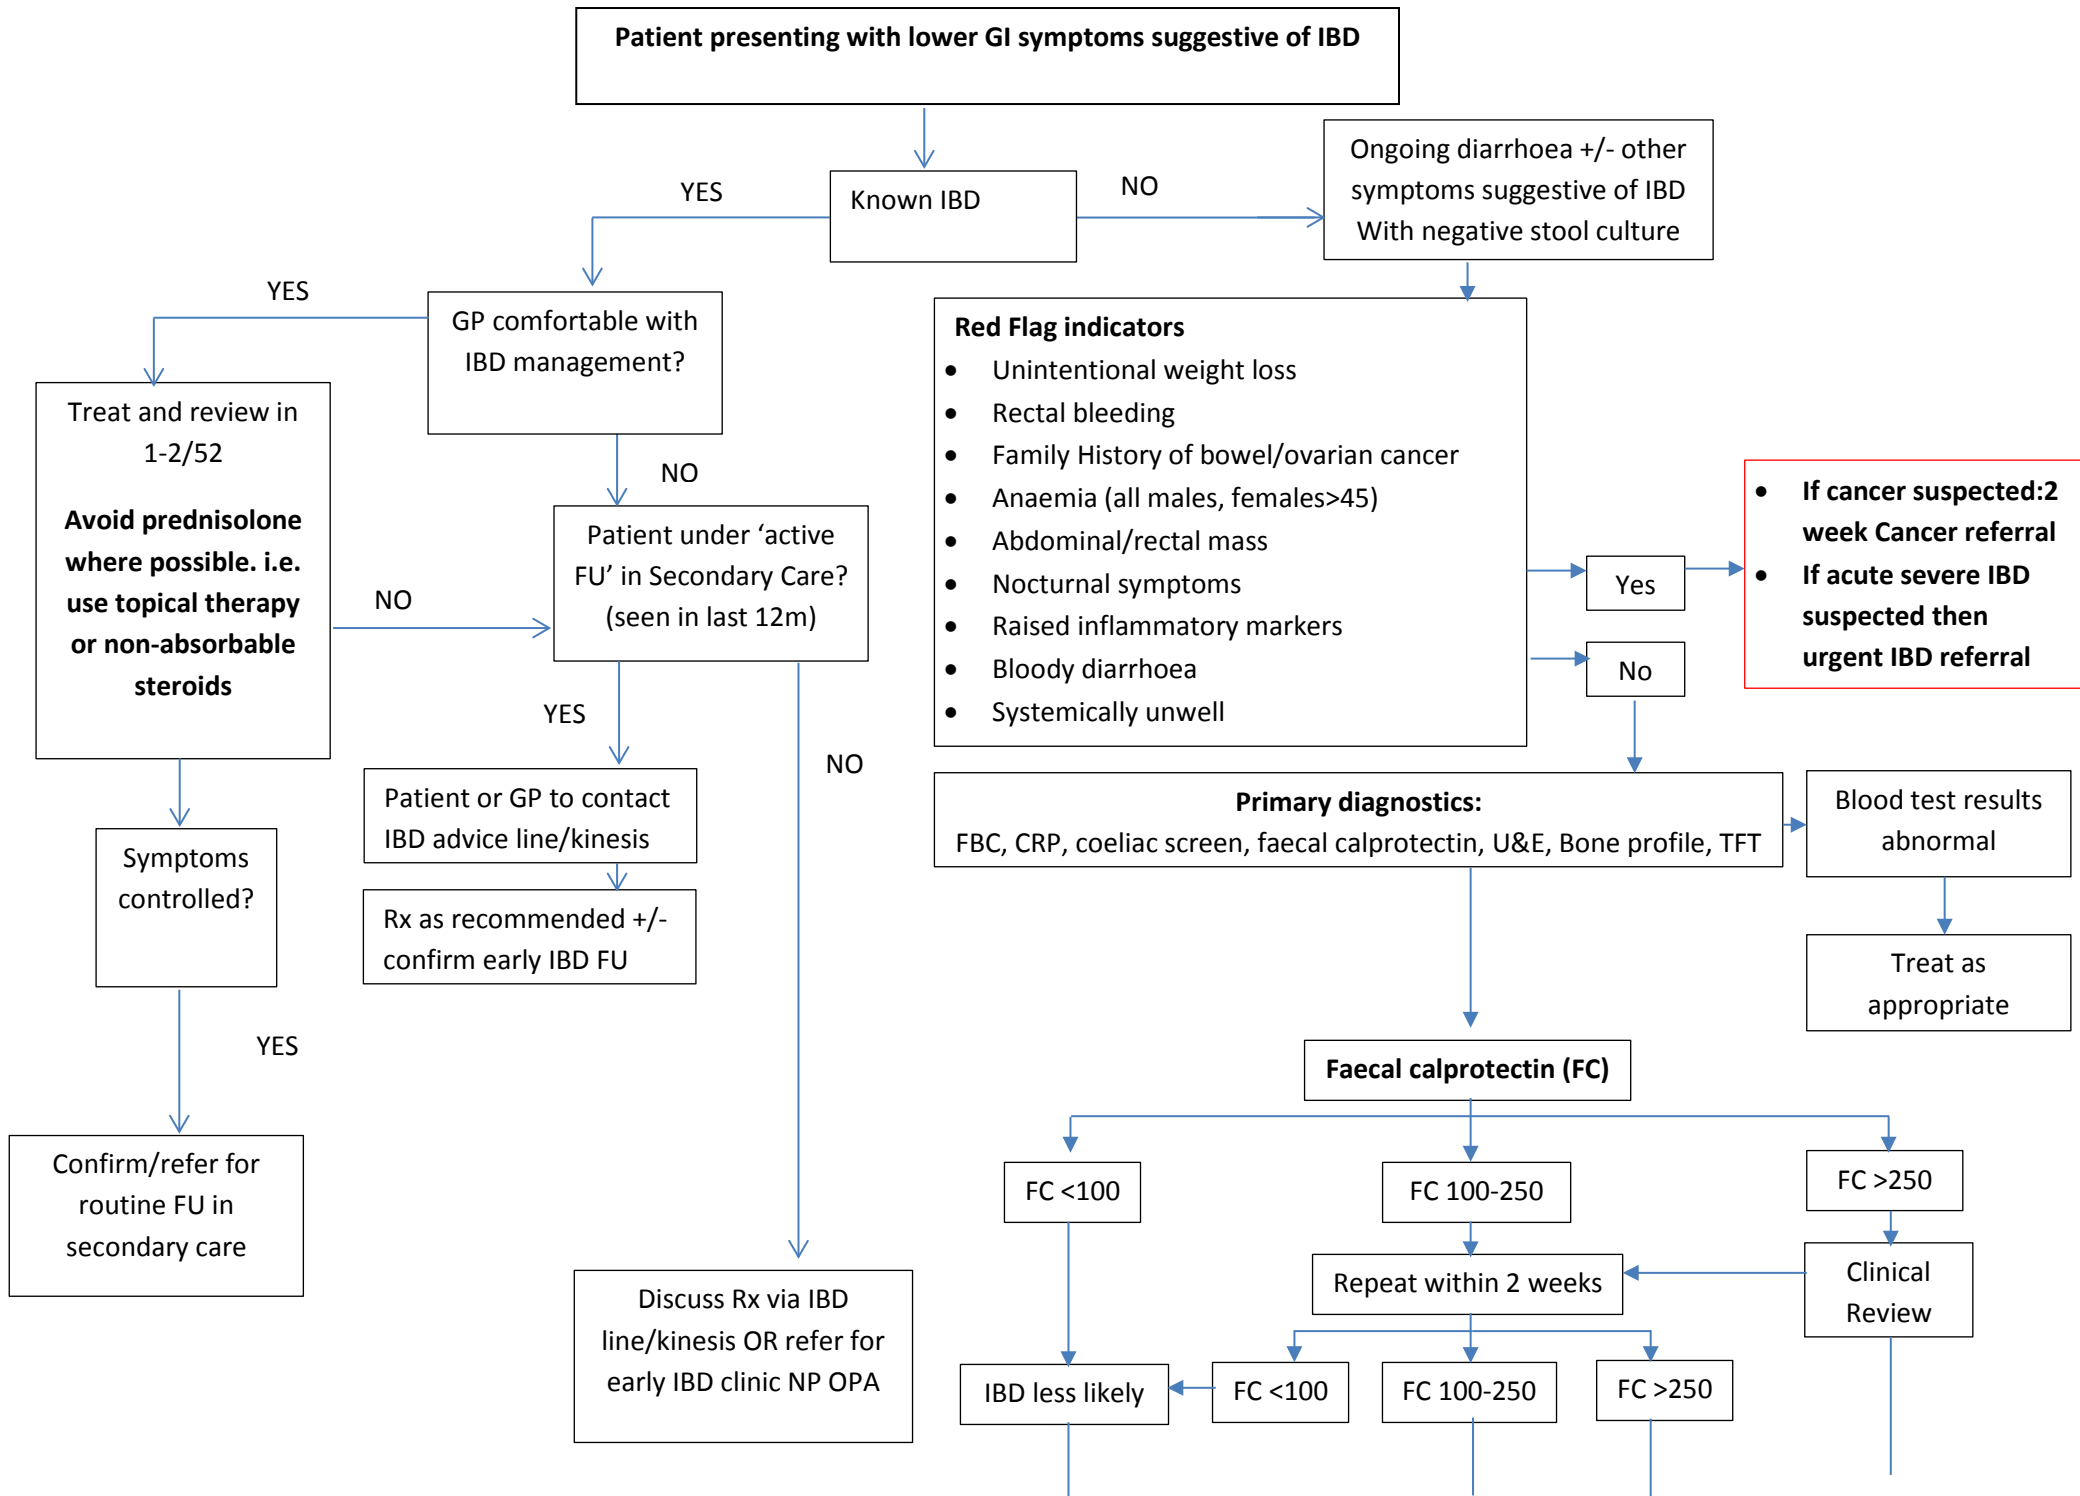 Patient presenting with lower GI symptoms suggestive of IBD
Known IBD
YES
NO
Ongoing diarrhoea +/- other
symptoms suggestive of IBD
With negative stool culture
GP comfortable with
IBD management?
YES
NO
Treat and review in
1-2/52
Avoid prednisolone
where possible. i.e.
use topical therapy
or non-absorbable
steroids
NO
Patient under ‘active
FU’ in Secondary Care?
(seen in last 12m)
YES
NO
Patient or GP to contact
IBD advice line/kinesis
Rx as recommended +/-
confirm early IBD FU
Symptoms
controlled?
YES
Confirm/refer for
routine FU in
secondary care
Discuss Rx via IBD
line/kinesis OR refer for
early IBD clinic NP OPA
Red Flag indicators
• Unintentional weight loss
• Rectal bleeding
• Family History of bowel/ovarian cancer
• Anaemia (all males, females>45)
• Abdominal/rectal mass
• Nocturnal symptoms
• Raised inflammatory markers
• Bloody diarrhoea
• Systemically unwell
Yes
No
• If cancer suspected:2
week Cancer referral
• If acute severe IBD
suspected then
urgent IBD referral
Primary diagnostics:
FBC, CRP, coeliac screen, faecal calprotectin, U&E, Bone profile, TFT
Blood test results
abnormal
Treat as
appropriate
Faecal calprotectin (FC)
FC <100
FC 100-250
FC >250
Repeat within 2 weeks
Clinical
Review
IBD less likely
FC <100
FC 100-250
FC >250